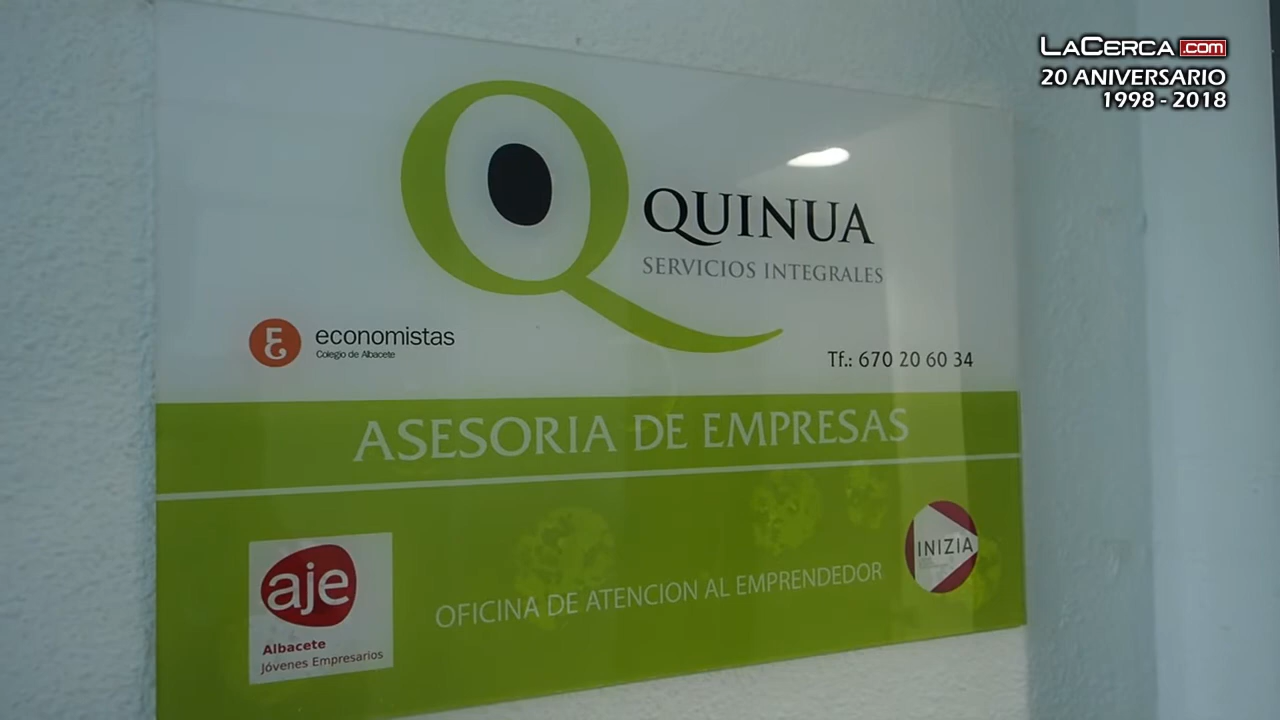 LACERCA.com
20 ANIVERSARIO
1998 - 2018
QUINUA
SERVICIOS INTEGRALES
economistas
Colegio de Albacete
Tf.: 670 20 60 34
ASESORIA DE EMPRESAS
INIZIA
aje
OFICINA DE ATENCION AL EMPRENDEDOR
Albacete
Jóvenes Empresarios